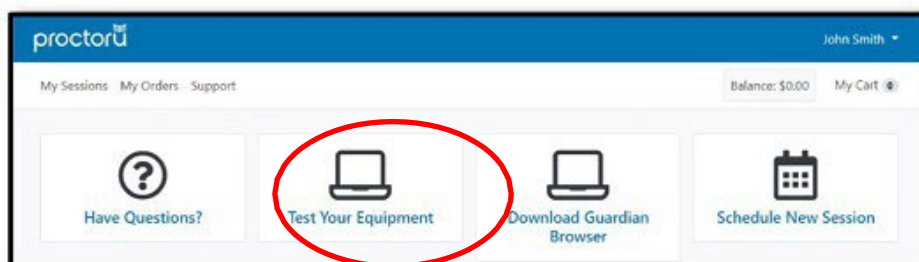 proctorü
John Smith
My Sessions My Orders Support
Balance: $0.00 My Cart 0
Have Questions?
Test Your Equipment
Download Guardian
Browser
Schedule New Session